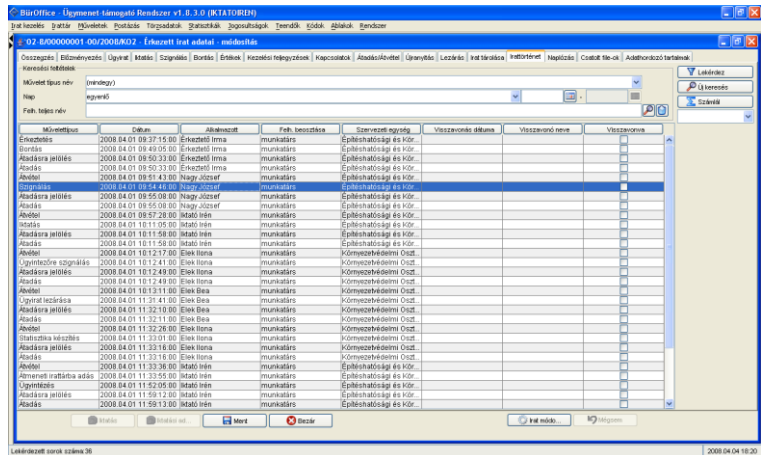 BürOffice - Ügymenet-támogató Rendszer v1.8.3.0 (IKTATOIREN)
Irat kezelés Irattár Műveletek Postázás Törzsadatok Statisztikák Jogosultságok Teendők Kódok Ablakok Rendszer
02-8/00000001-00/2008/KO2 - Érkezett irat adatai - módosítás
Összegzés Előzményezés Ügyirat Iktatás Szignálás Bontás Értékek Kezelési feljegyzések Kapcsolatok Átadás/Átvétel Újranyitás Lezárás Irat tárolása Irattörténet Naplózás Csatolt file-ok Adathordozó tartalmak
Keresési feltételek
Művelet típus név (mindegy)
Nap egyenlő -
Felh. teljes név
Lekérdez
Új keresés
Számlál
Művelettípus Dátum Alkalmazott Felh. beosztása Szervezeti egység Visszavonás dátuma Visszavonó neve Visszavonva
Érkeztetés 2008.04.01 09:37:15:00 Érkeztető Irma munkatárs Építéshatósági és Kör...
Bontás 2008.04.01 09:49:05:00 Érkeztető Irma munkatárs Építéshatósági és Kör...
Átadásra jelölés 2008.04.01 09:50:33:00 Érkeztető Irma munkatárs Építéshatósági és Kör...
Átadás 2008.04.01 09:50:33:00 Érkeztető Irma munkatárs Építéshatósági és Kör...
Átvétel 2008.04.01 09:51:43:00 Nagy József munkatárs Építéshatósági és Kör...
Szignálás 2008.04.01 09:54:46:00 Nagy József munkatárs Építéshatósági és Kör...
Átadásra jelölés 2008.04.01 09:55:08:00 Nagy József munkatárs Építéshatósági és Kör...
Átadás 2008.04.01 09:55:08:00 Nagy József munkatárs Építéshatósági és Kör...
Átvétel 2008.04.01 09:57:28:00 Iktató Irén munkatárs Építéshatósági és Kör...
Iktatás 2008.04.01 10:11:05:00 Iktató Irén munkatárs Építéshatósági és Kör...
Átadásra jelölés 2008.04.01 10:11:58:00 Iktató Irén munkatárs Építéshatósági és Kör...
Átadás 2008.04.01 10:11:58:00 Iktató Irén munkatárs Építéshatósági és Kör...
Átvétel 2008.04.01 10:12:17:00 Elek Ilona munkatárs Környezetvédelmi Oszt...
Ügyintézőre szignálás 2008.04.01 10:12:41:00 Elek Ilona munkatárs Környezetvédelmi Oszt...
Átadásra jelölés 2008.04.01 10:12:49:00 Elek Ilona munkatárs Környezetvédelmi Oszt...
Átadás 2008.04.01 10:12:49:00 Elek Ilona munkatárs Környezetvédelmi Oszt...
Átvétel 2008.04.01 10:13:11:00 Elek Bea munkatárs Környezetvédelmi Oszt...
Ügyirat lezárása 2008.04.01 11:31:41:00 Elek Bea munkatárs Környezetvédelmi Oszt...
Átadásra jelölés 2008.04.01 11:32:10:00 Elek Bea munkatárs Környezetvédelmi Oszt...
Átadás 2008.04.01 11:32:11:00 Elek Bea munkatárs Környezetvédelmi Oszt...
Átvétel 2008.04.01 11:32:26:00 Elek Ilona munkatárs Környezetvédelmi Oszt...
Statisztika készítés 2008.04.01 11:33:01:00 Elek Ilona munkatárs Környezetvédelmi Oszt...
Átadásra jelölés 2008.04.01 11:33:16:00 Elek Ilona munkatárs Környezetvédelmi Oszt...
Átadás 2008.04.01 11:33:16:00 Elek Ilona munkatárs Környezetvédelmi Oszt...
Átvétel 2008.04.01 11:33:36:00 Iktató Irén munkatárs Építéshatósági és Kör...
Átmeneti irattárba adás 2008.04.01 11:33:55:00 Iktató Irén munkatárs Építéshatósági és Kör...
Ügyintézés 2008.04.01 11:52:05:00 Iktató Irén munkatárs Építéshatósági és Kör...
Átadásra jelölés 2008.04.01 11:59:12:00 Iktató Irén munkatárs Építéshatósági és Kör...
Átadás 2008.04.01 11:59:13:00 Iktató Irén munkatárs Építéshatósági és Kör...
Iktatás Iktatási ad... Ment Bezár Irat módo... Mégsem
Lekérdezett sorok száma:36 2008.04.04 18:20